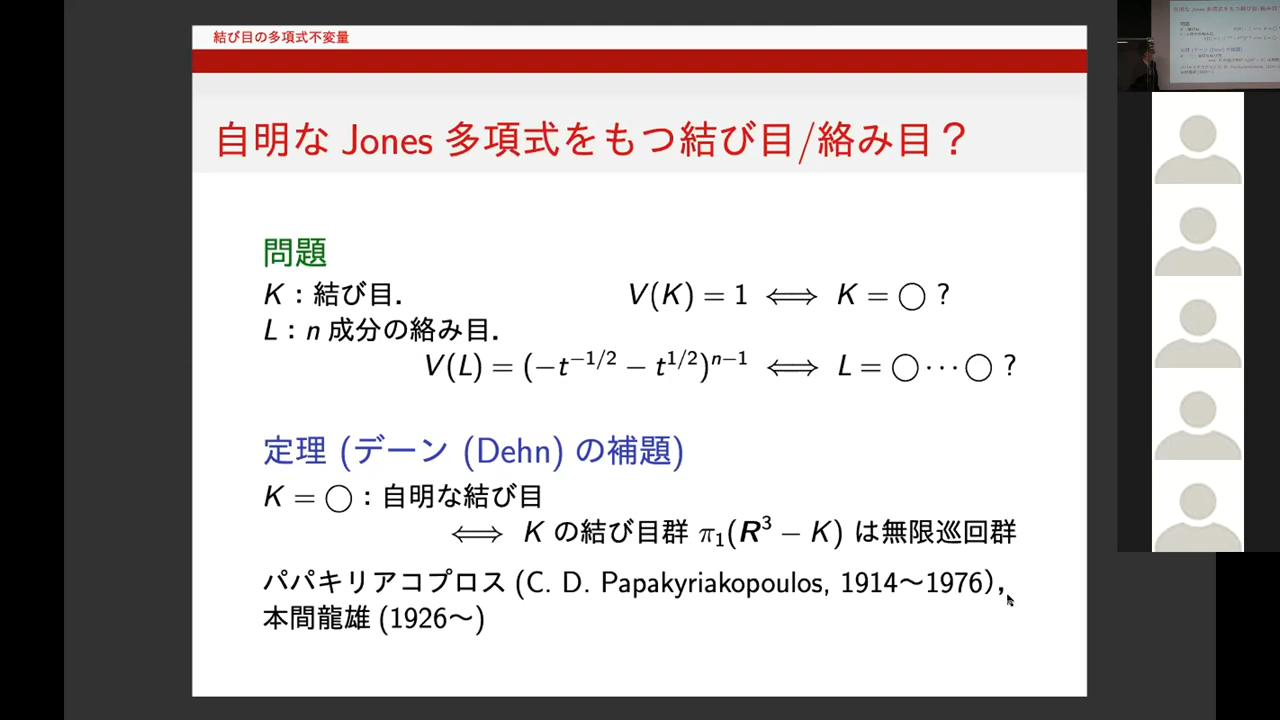 結び目の多項式不変量
自明な Jones 多項式をもつ結び目/絡み目？
問題
K : 結び目. V(K) = 1 ⟺ K = ◯ ?
L : n 成分の絡み目.
V(L) = (−t^{−1/2} − t^{1/2})^{n−1} ⟺ L = ◯ ⋯ ◯ ?
定理 (デーン (Dehn) の補題)
K = ◯ : 自明な結び目
⟺ K の結び目群 π₁(R³ − K) は無限巡回群
パパキリアコプロス (C. D. Papakyriakopoulos, 1914〜1976),
本間龍雄 (1926〜)